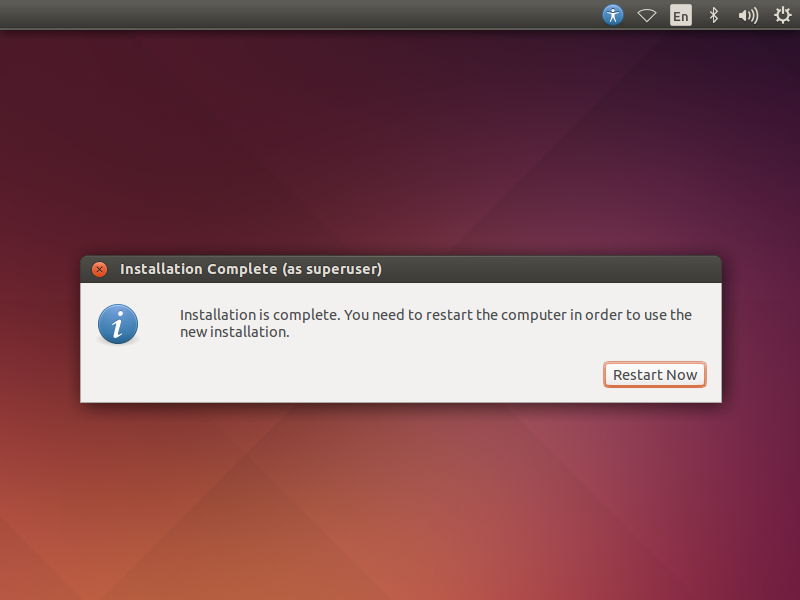 En
Installation Complete (as superuser)
Installation is complete. You need to restart the computer in order to use the
new installation.
Restart Now